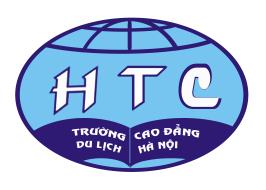 HTC
TRƯỜNG CAO ĐẲNG
DU LỊCH HÀ NỘI